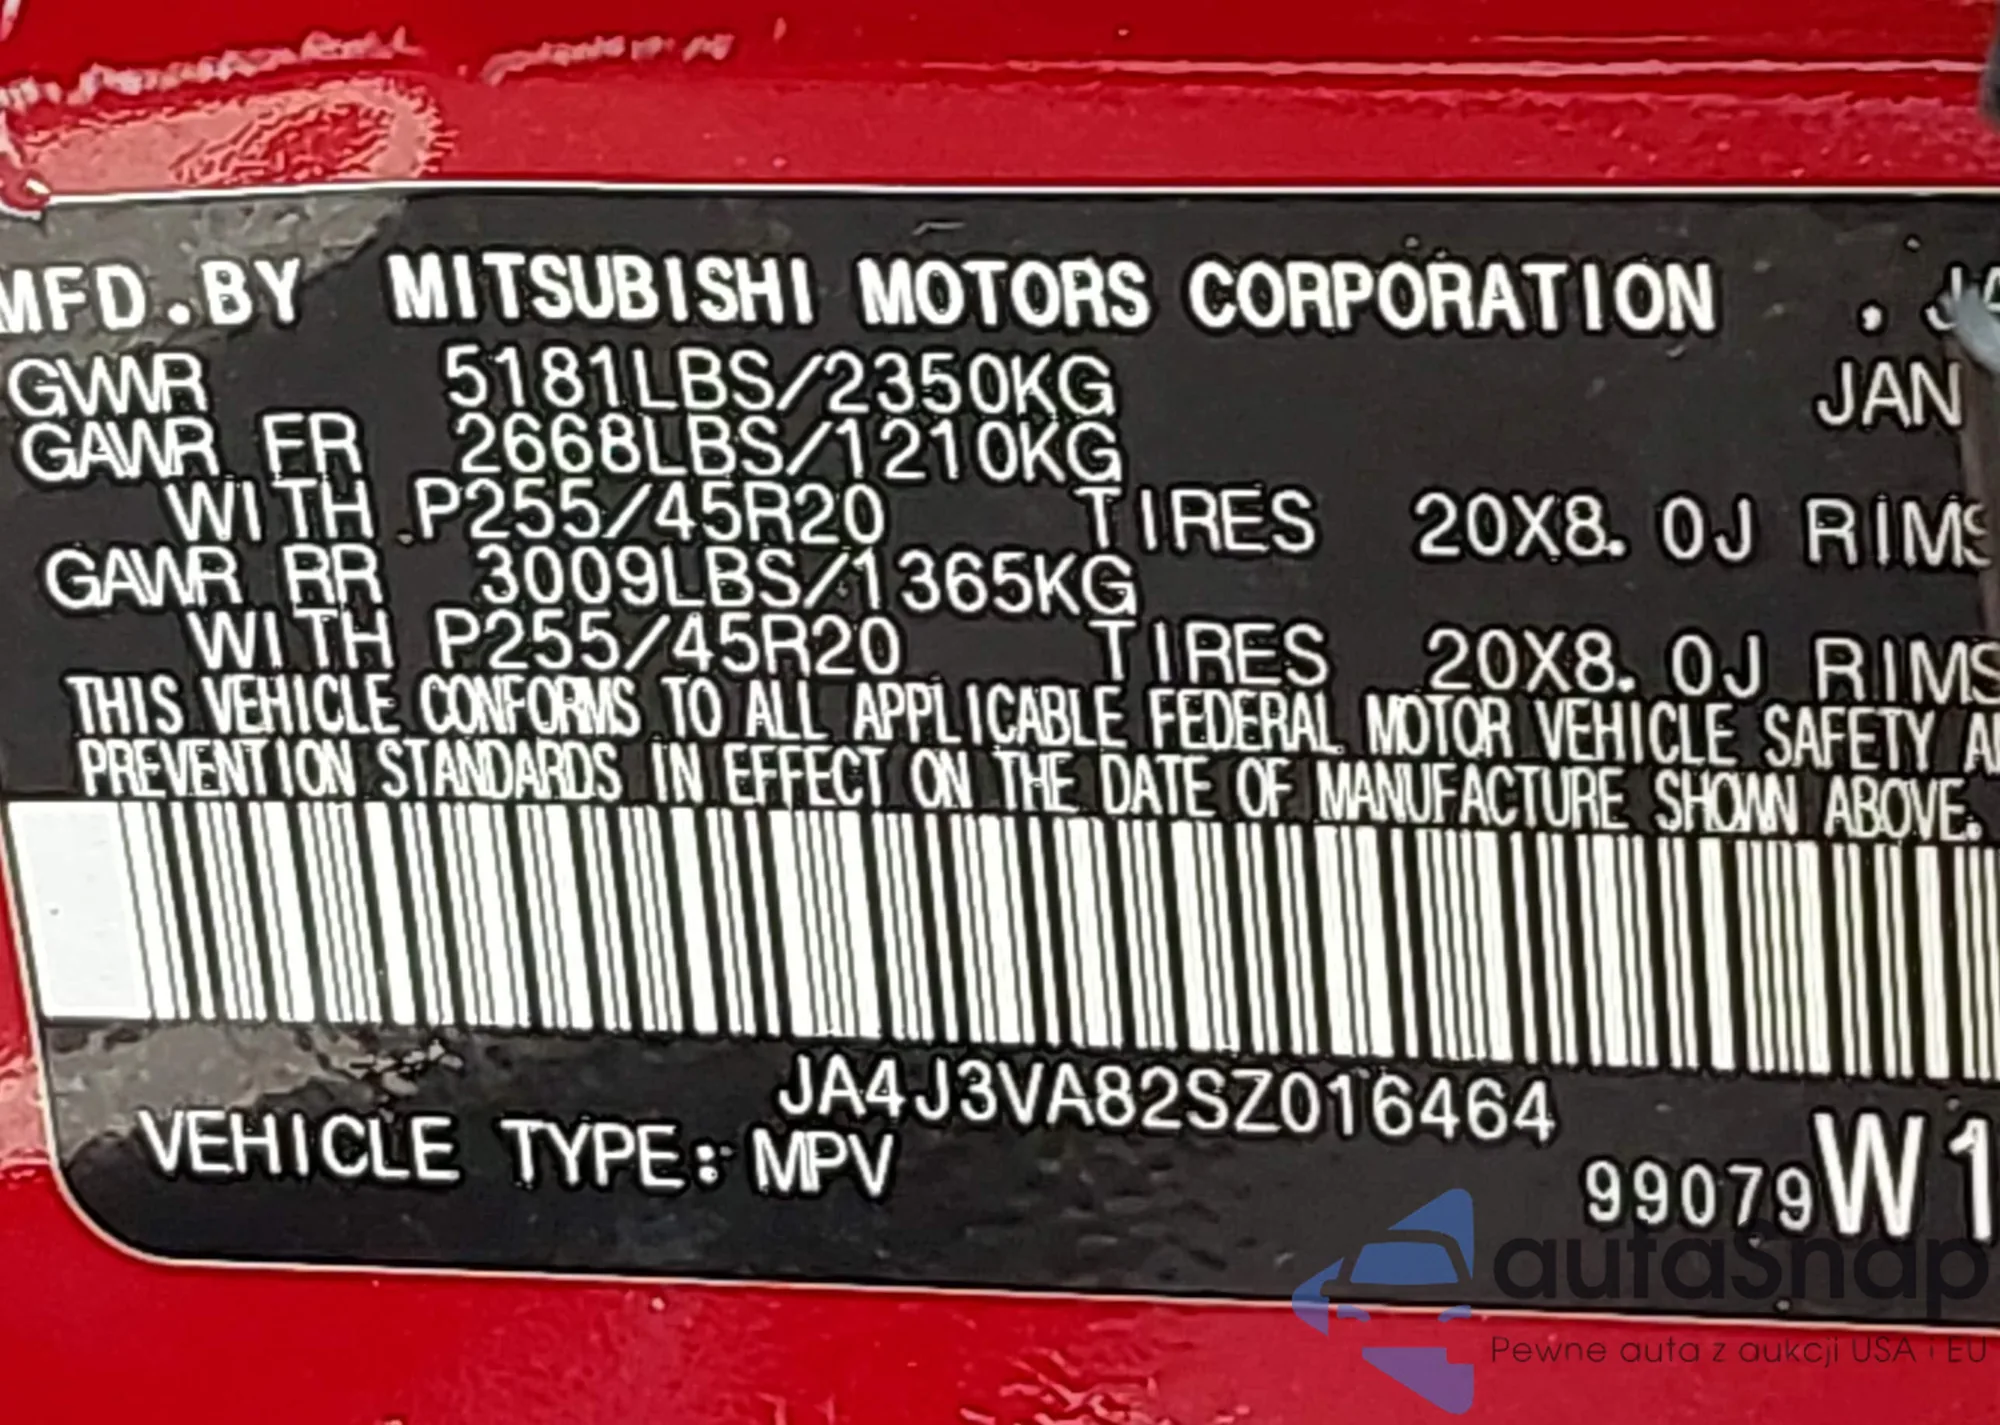 MFD.BY MITSUBISHI MOTORS CORPORATION . JA
GVWR 5181LBS/2350KG JAN
GAWR FR 2668LBS/1210KG
WITH P255/45R20 TIRES 20X8.0J RIMS
GAWR RR 3009LBS/1365KG
WITH P255/45R20 TIRES 20X8.0J RIMS
THIS VEHICLE CONFORMS TO ALL APPLICABLE FEDERAL MOTOR VEHICLE SAFETY A
PREVENTION STANDARDS IN EFFECT ON THE DATE OF MANUFACTURE SHOWN ABOVE.
JA4J3VA82SZ016464
VEHICLE TYPE: MPV
99079 W1
autaSnap
Pewne auta z aukcji USA i EU